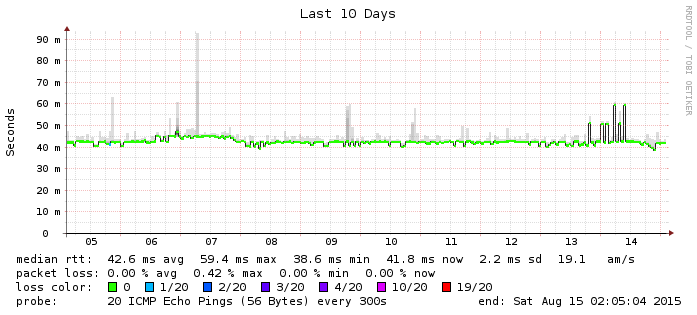 Last 10 Days
RRDTOOL / TOBI OETIKER
Seconds
90 m
80 m
70 m
60 m
50 m
40 m
30 m
20 m
10 m
0
05 06 07 08 09 10 11 12 13 14
median rtt: 42.6 ms avg 59.4 ms max 38.6 ms min 41.8 ms now 2.2 ms sd 19.1 am/s
packet loss: 0.00 % avg 0.42 % max 0.00 % min 0.00 % now
loss color: 0 1/20 2/20 3/20 4/20 10/20 19/20
probe: 20 ICMP Echo Pings (56 Bytes) every 300s end: Sat Aug 15 02:05:04 2015